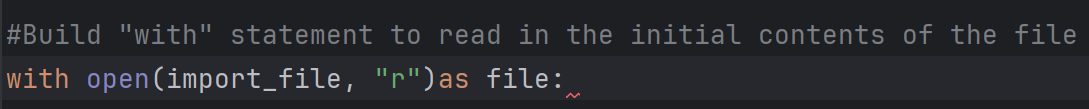 #Build "with" statement to read in the initial contents of the file
with open(import_file, "r")as file: